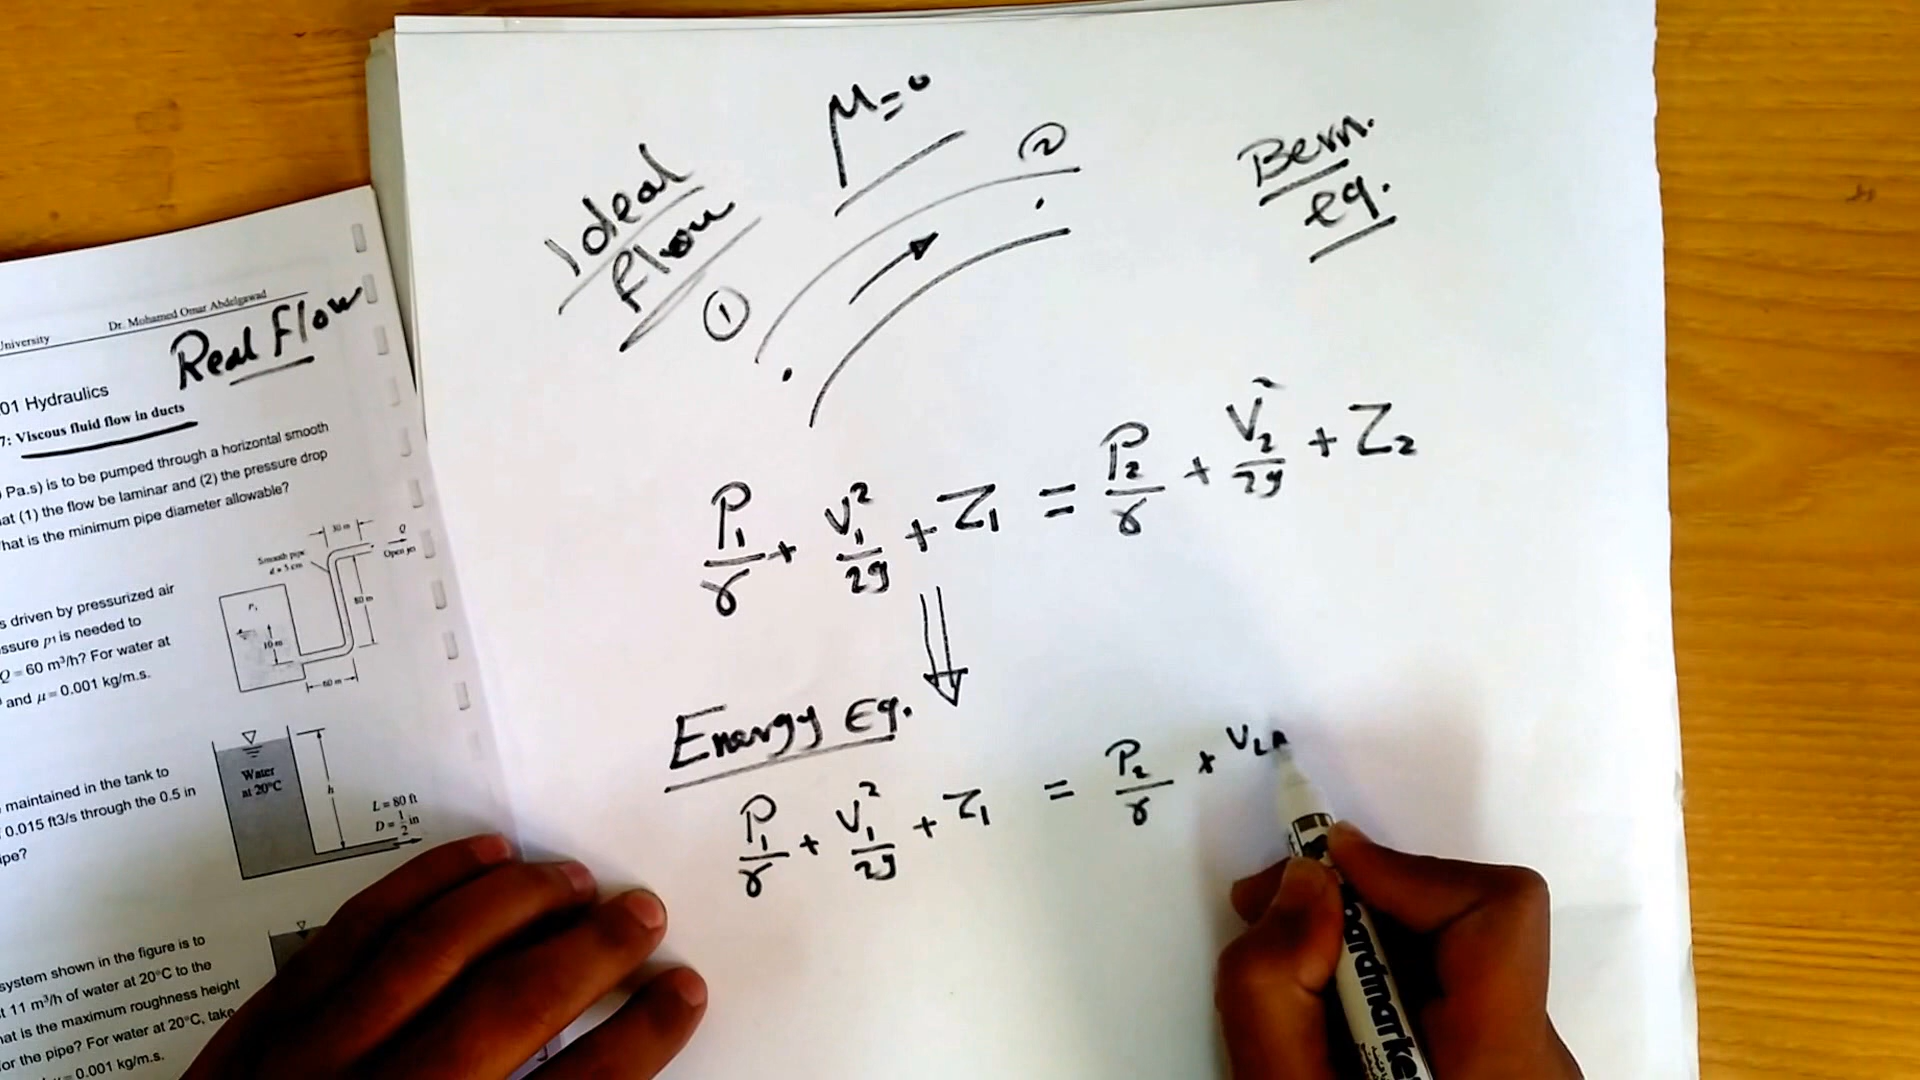 Ideal
Flow
μ=0
Bern.
eq.
①
②
P₁/γ + V₁²/2g + Z₁ = P₂/γ + V₂²/2g + Z₂
Energy Eq.
P₁/γ + V₁²/2g + Z₁ = P₂/γ + V₂
University
Dr. Mohamed Omar Abdelgawad
Real Flow
01 Hydraulics
7: Viscous fluid flow in ducts
Pa.s) is to be pumped through a horizontal smooth
at (1) the flow be laminar and (2) the pressure drop
hat is the minimum pipe diameter allowable?
30 m
Q
Smooth pipe
d = 5 cm
Open jet
P₁
80 m
10 m
60 m
s driven by pressurized air
ssure p1 is needed to
Q = 60 m³/h? For water at
and μ = 0.001 kg/m.s.
Water
at 20°C
h
L = 80 ft
D = 1/2 in
maintained in the tank to
0.015 ft3/s through the 0.5 in
ipe?
system shown in the figure is to
t 11 m³/h of water at 20°C to the
hat is the maximum roughness height
for the pipe? For water at 20°C, take
= 0.001 kg/m.s.
oardmarke